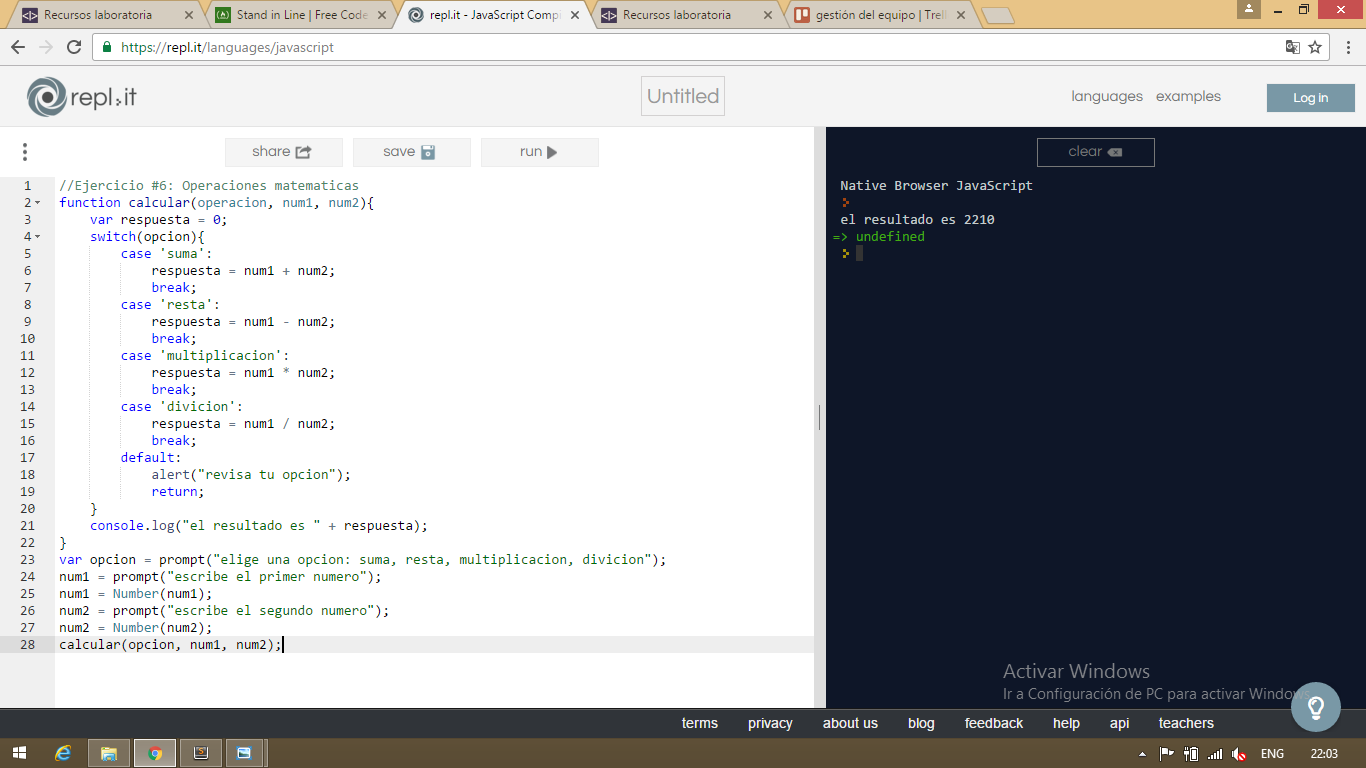 Recursos laboratoria
Stand in Line | Free Code
repl.it - JavaScript Compi
Recursos laboratoria
gestión del equipo | Trell
https://repl.it/languages/javascript
repl.it
Untitled
languages
examples
Log in
share
save
run
clear
1 //Ejercicio #6: Operaciones matematicas
2 function calcular(operacion, num1, num2){
3     var respuesta = 0;
4     switch(opcion){
5         case 'suma':
6             respuesta = num1 + num2;
7             break;
8         case 'resta':
9             respuesta = num1 - num2;
10             break;
11         case 'multiplicacion':
12             respuesta = num1 * num2;
13             break;
14         case 'divicion':
15             respuesta = num1 / num2;
16             break;
17         default:
18             alert("revisa tu opcion");
19             return;
20     }
21     console.log("el resultado es " + respuesta);
22 }
23 var opcion = prompt("elige una opcion: suma, resta, multiplicacion, divicion");
24 num1 = prompt("escribe el primer numero");
25 num1 = Number(num1);
26 num2 = prompt("escribe el segundo numero");
27 num2 = Number(num2);
28 calcular(opcion, num1, num2);
Native Browser JavaScript
el resultado es 2210
=> undefined
Activar Windows
Ir a Configuración de PC para activar Windows.
terms
privacy
about us
blog
feedback
help
api
teachers
ENG
22:03